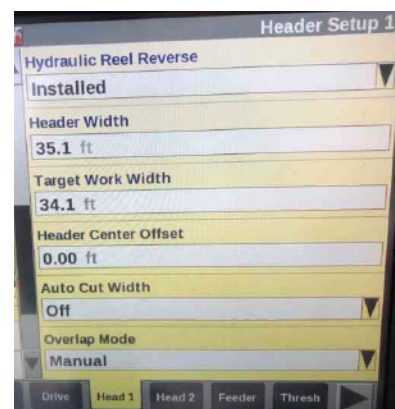 Header Setup 1
Hydraulic Reel Reverse
Installed
Header Width
35.1 ft
Target Work Width
34.1 ft
Header Center Offset
0.00 ft
Auto Cut Width
Off
Overlap Mode
Manual
Drive Head 1 Head 2 Feeder Thresh